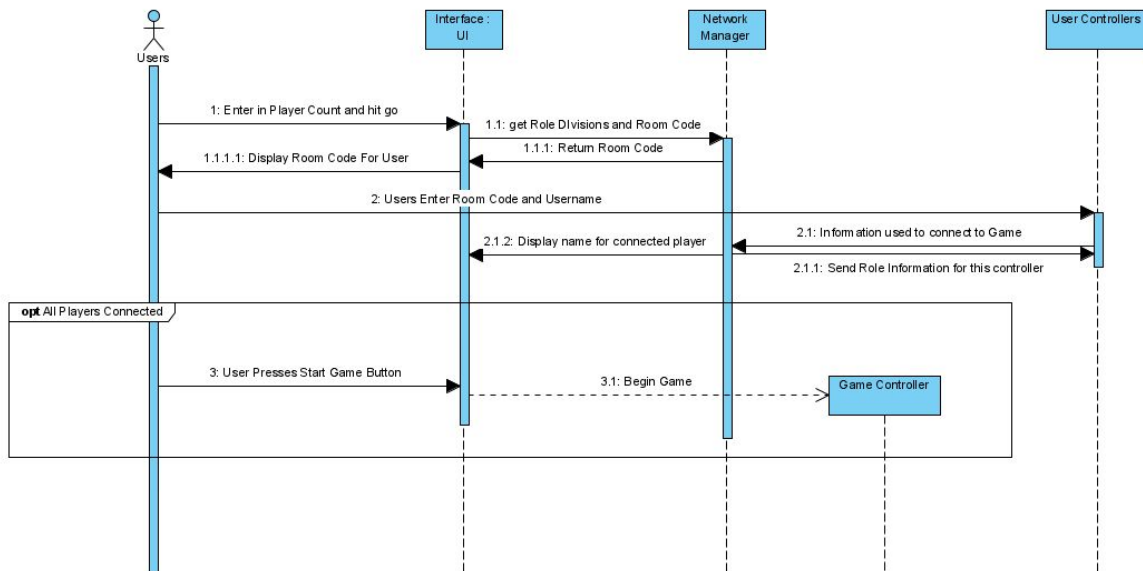 Users
Interface :
UI
Network
Manager
User Controllers
1: Enter in Player Count and hit go
1.1: get Role DIvisions and Room Code
1.1.1: Return Room Code
1.1.1.1: Display Room Code For User
2: Users Enter Room Code and Username
2.1: Information used to connect to Game
2.1.2: Display name for connected player
2.1.1: Send Role Information for this controller
opt All Players Connected
3: User Presses Start Game Button
3.1: Begin Game
Game Controller